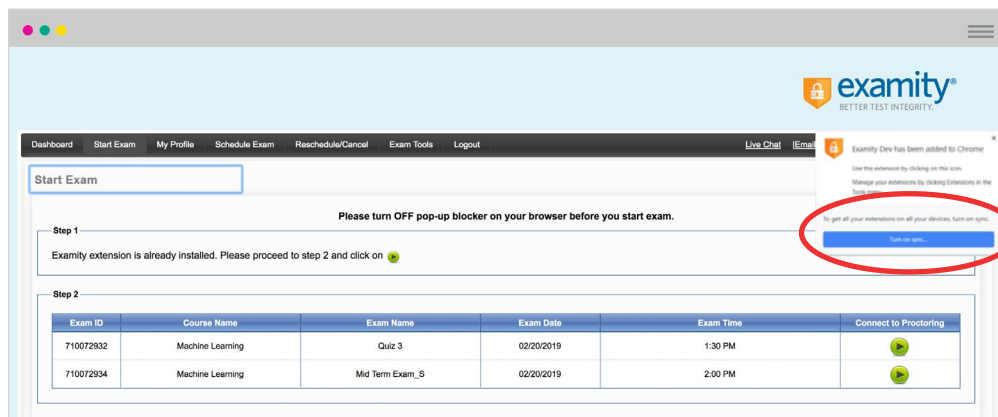 examity®
BETTER TEST INTEGRITY.
Dashboard Start Exam My Profile Schedule Exam Reschedule/Cancel Exam Tools Logout Live Chat |Email
Examity Dev has been added to Chrome
Use this extension by clicking on this icon.
Manage your extensions by clicking Extensions in the
Tools menu.
To get all your extensions on all your devices, turn on sync.
Turn on sync...
Start Exam
Please turn OFF pop-up blocker on your browser before you start exam.
Step 1
Examity extension is already installed. Please proceed to step 2 and click on
Step 2
Exam ID Course Name Exam Name Exam Date Exam Time Connect to Proctoring
710072932 Machine Learning Quiz 3 02/20/2019 1:30 PM
710072934 Machine Learning Mid Term Exam_S 02/20/2019 2:00 PM